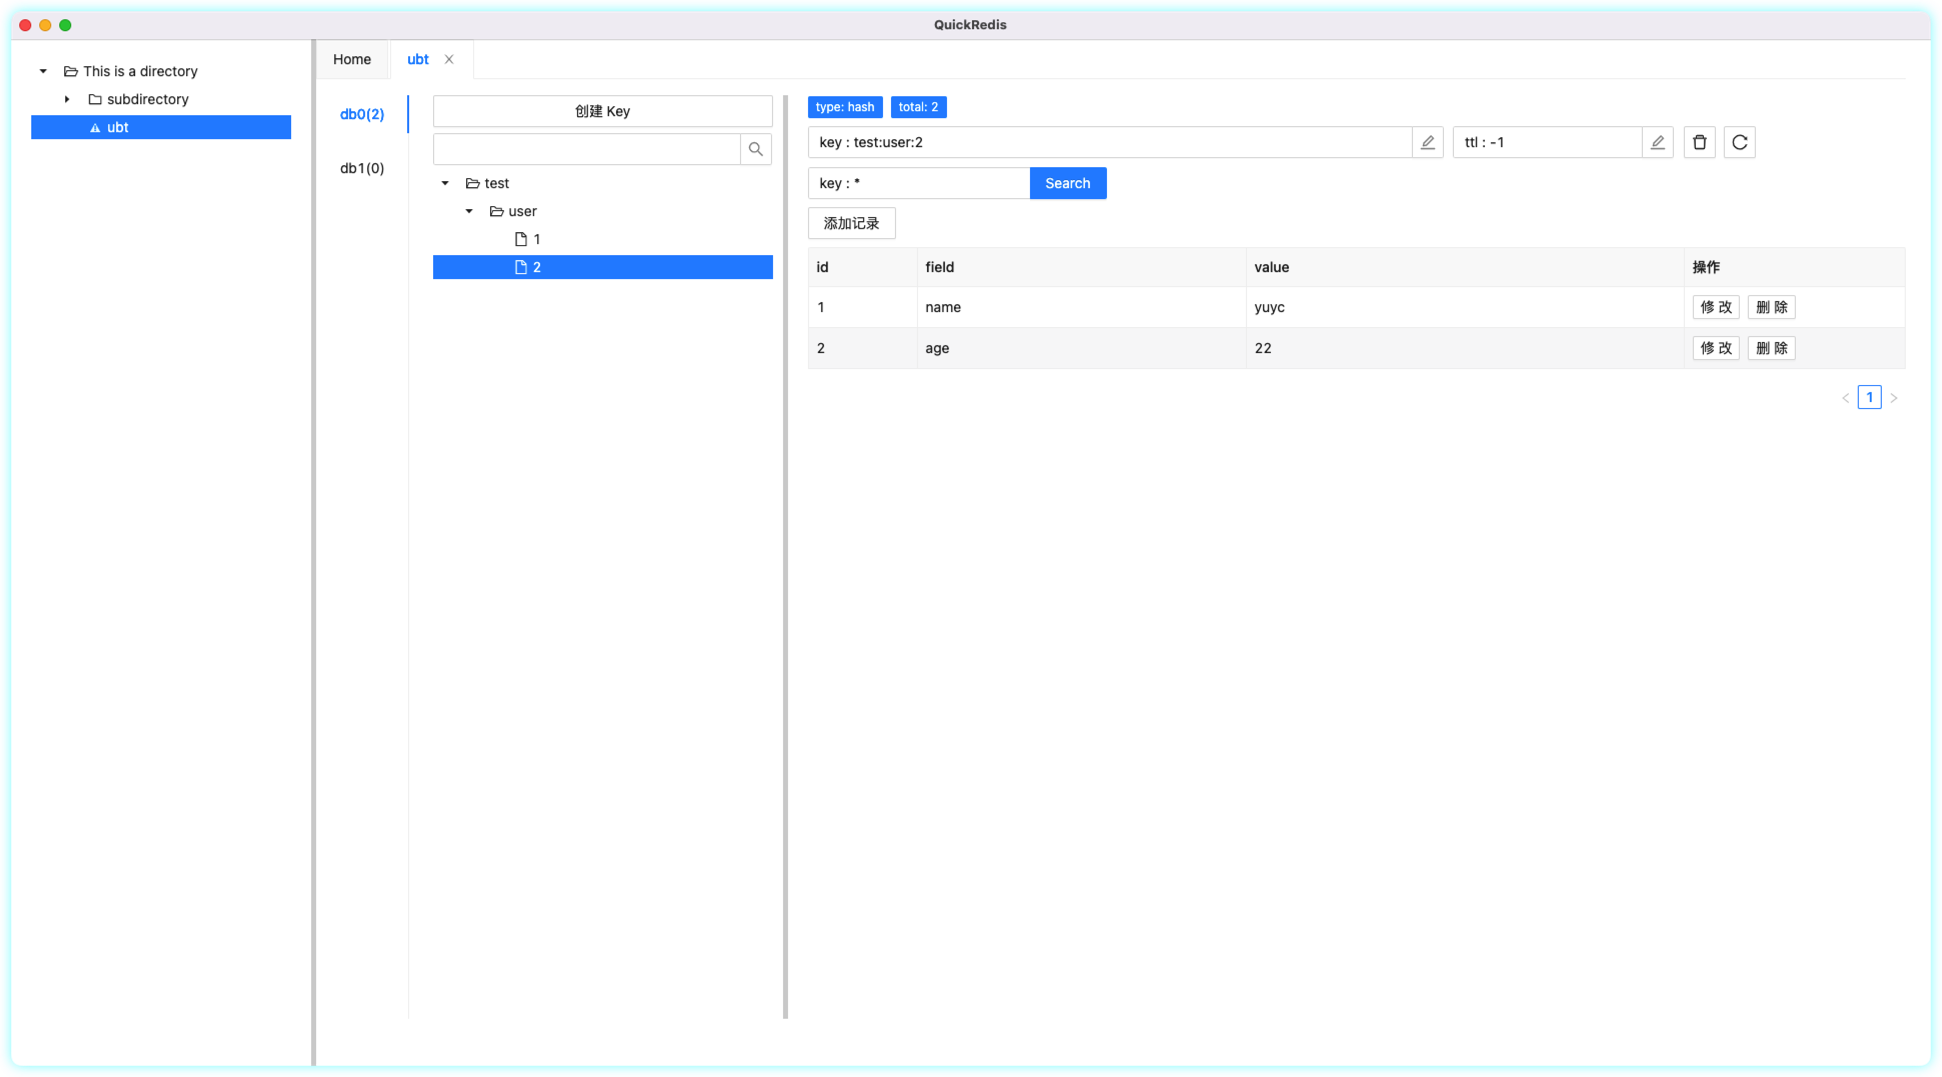 QuickRedis
This is a directory
subdirectory
ubt
Home
ubt
db0(2)
db1(0)
创建 Key
test
user
1
2
type: hash total: 2
key : test:user:2
ttl : -1
key : *
Search
添加记录
id field value 操作
1 name yuyc 修 改 删 除
2 age 22 修 改 删 除
1